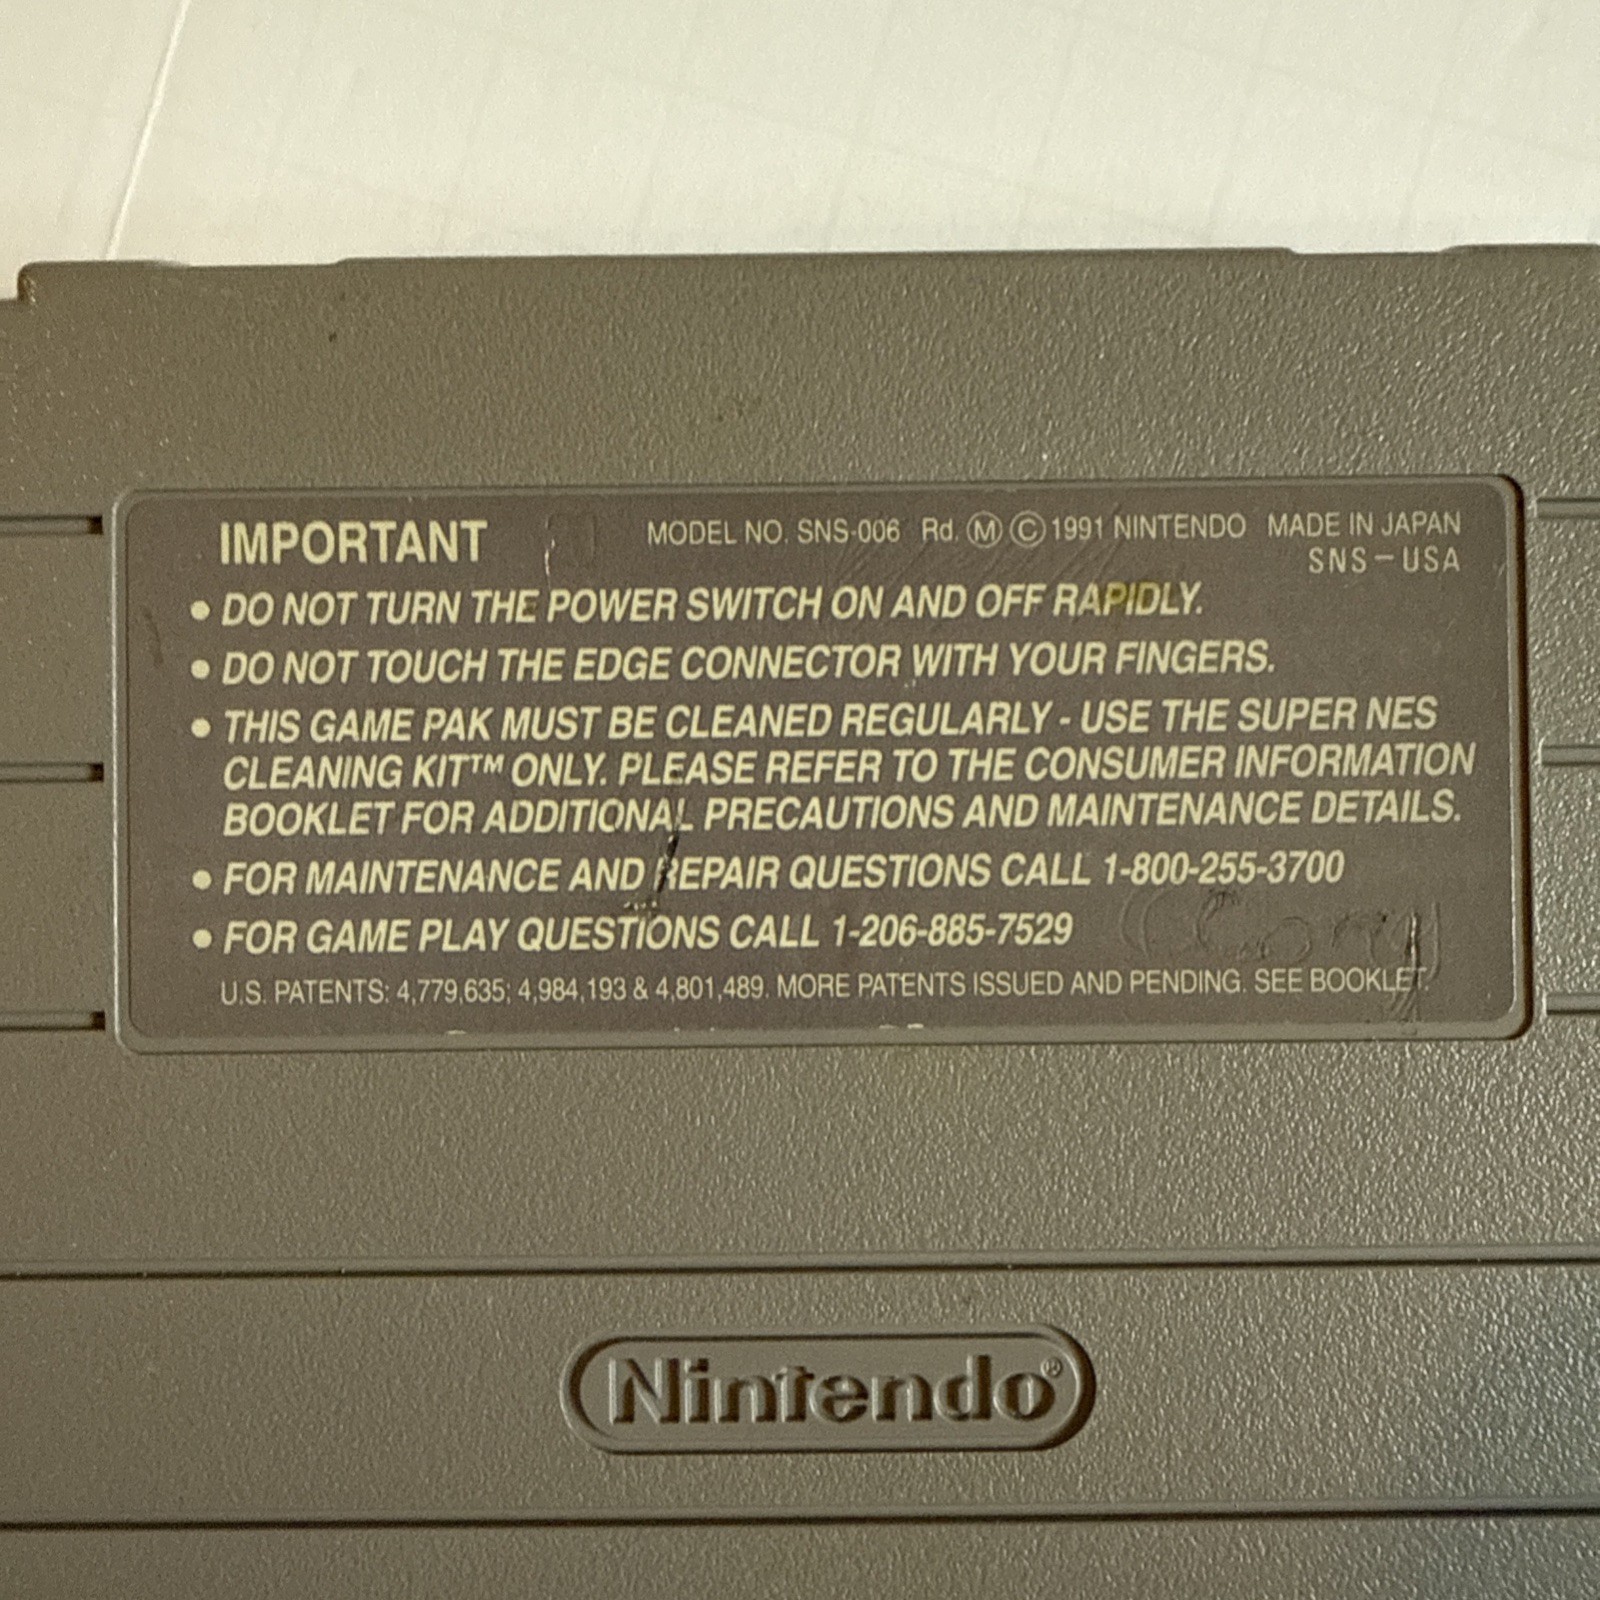 IMPORTANT MODEL NO. SNS-006 Rd. Ⓜ © 1991 NINTENDO MADE IN JAPAN
SNS-USA
• DO NOT TURN THE POWER SWITCH ON AND OFF RAPIDLY.
• DO NOT TOUCH THE EDGE CONNECTOR WITH YOUR FINGERS.
• THIS GAME PAK MUST BE CLEANED REGULARLY - USE THE SUPER NES
CLEANING KIT™ ONLY. PLEASE REFER TO THE CONSUMER INFORMATION
BOOKLET FOR ADDITIONAL PRECAUTIONS AND MAINTENANCE DETAILS.
• FOR MAINTENANCE AND REPAIR QUESTIONS CALL 1-800-255-3700
• FOR GAME PLAY QUESTIONS CALL 1-206-885-7529
U.S. PATENTS: 4,779,635; 4,984,193 & 4,801,489. MORE PATENTS ISSUED AND PENDING. SEE BOOKLET.
Nintendo®